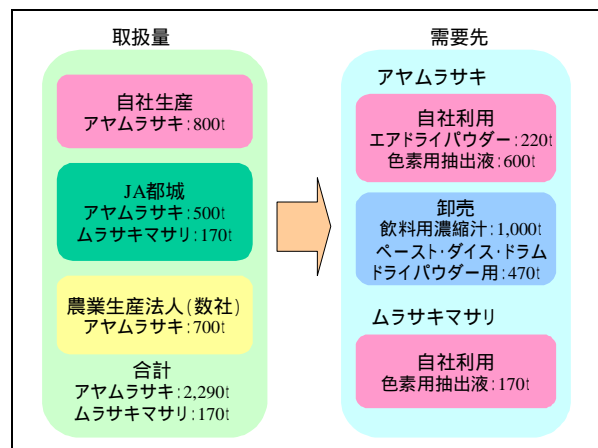 取扱量
自社生産
アヤムラサキ:800t
JA都城
アヤムラサキ:500t
ムラサキマサリ:170t
農業生産法人(数社)
アヤムラサキ:700t
合計
アヤムラサキ:2,290t
ムラサキマサリ:170t
需要先
アヤムラサキ
自社利用
エアドライパウダー:220t
色素用抽出液:600t
卸売
飲料用濃縮汁:1,000t
ペースト・ダイス・ドラム
ドライパウダー用:470t
ムラサキマサリ
自社利用
色素用抽出液:170t